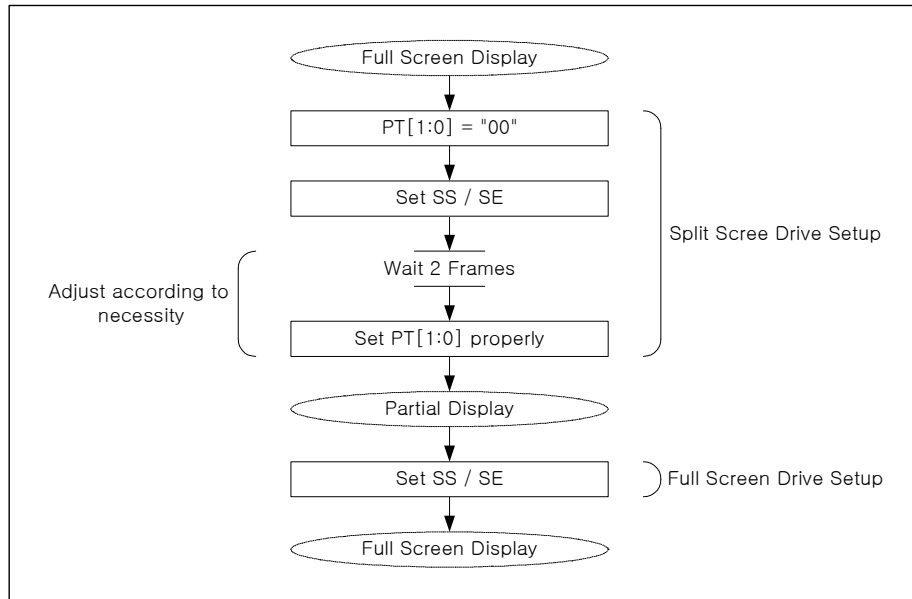 Full Screen Display
PT[1:0] = "00"
Set SS / SE
Split Scree Drive Setup
Wait 2 Frames
Adjust according to
necessity
Set PT[1:0] properly
Partial Display
Set SS / SE
Full Screen Drive Setup
Full Screen Display